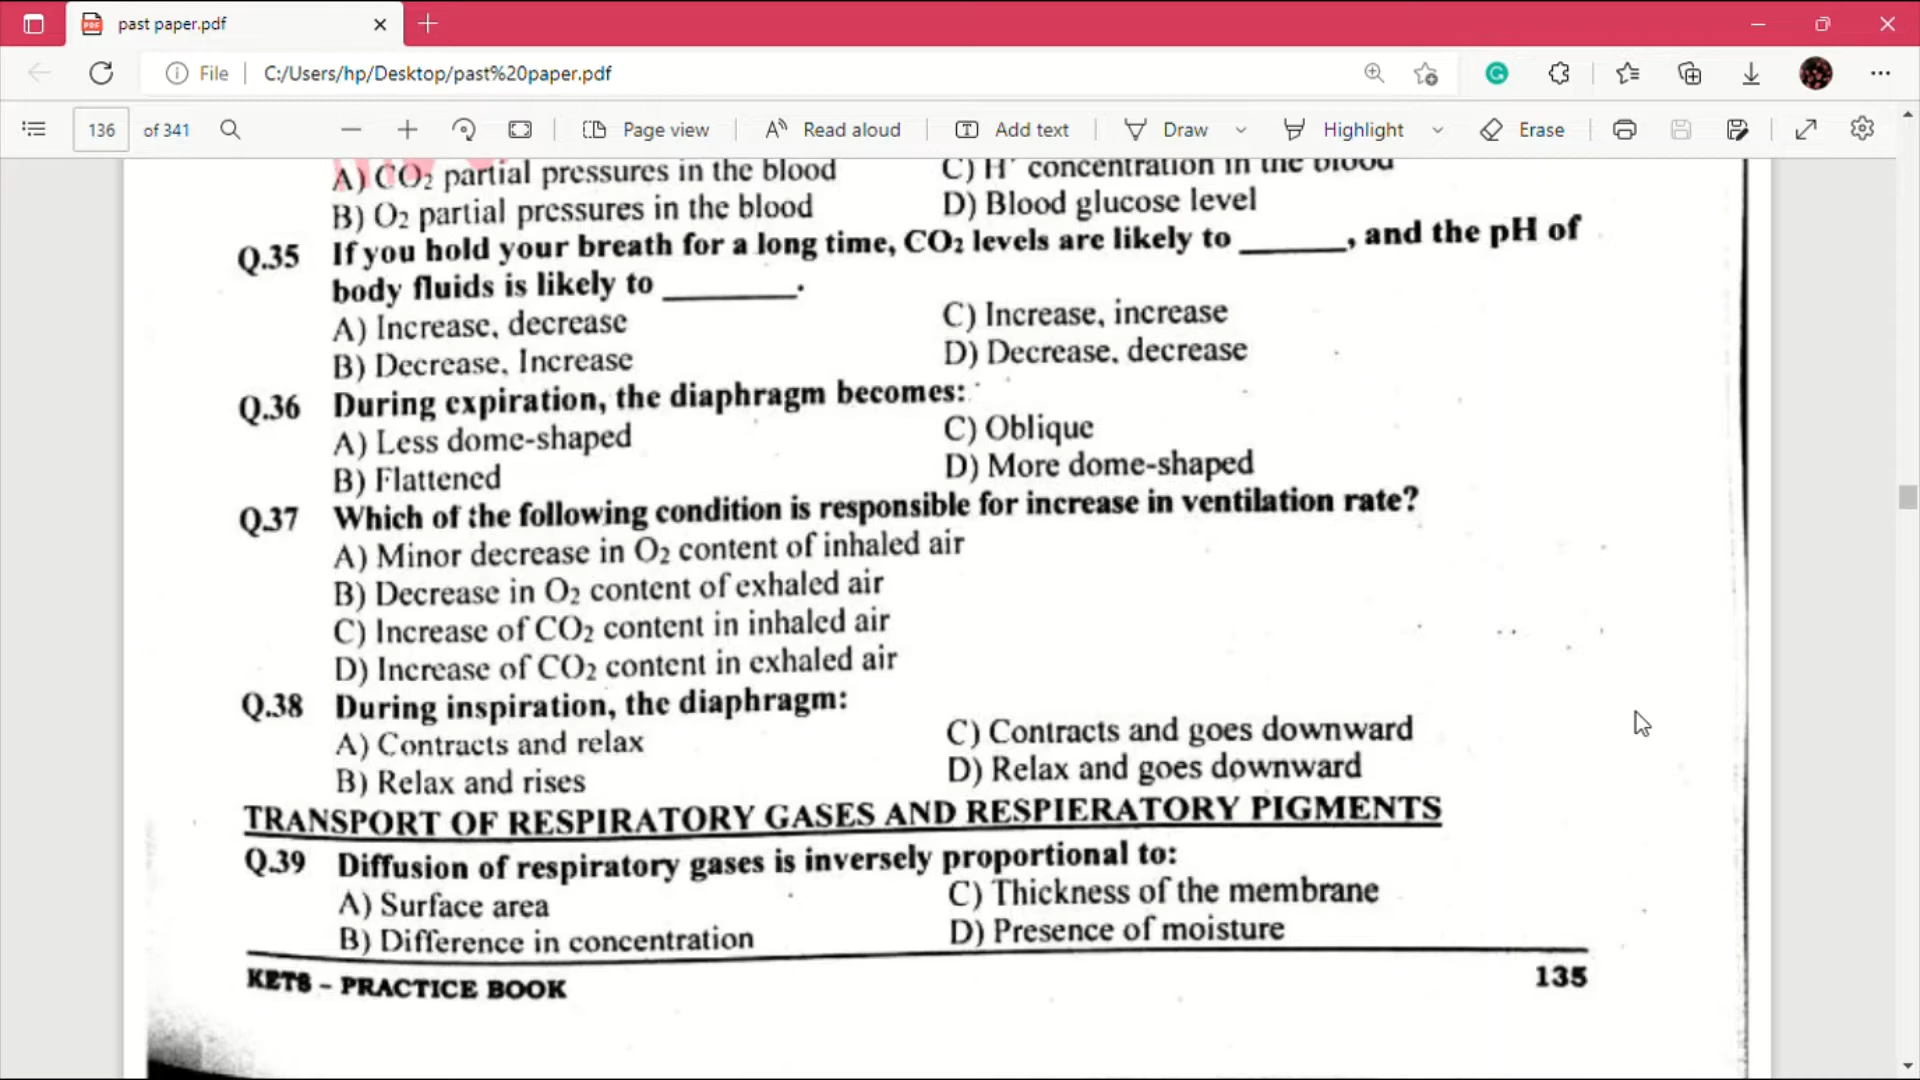 past paper.pdf
File C:/Users/hp/Desktop/past%20paper.pdf
136 of 341 Page view Read aloud Add text Draw Highlight Erase
A) CO₂ partial pressures in the blood C) H⁺ concentration in the blood
B) O₂ partial pressures in the blood D) Blood glucose level
Q.35 If you hold your breath for a long time, CO₂ levels are likely to ______, and the pH of
body fluids is likely to ________.
A) Increase, decrease C) Increase, increase
B) Decrease, Increase D) Decrease, decrease
Q.36 During expiration, the diaphragm becomes:
A) Less dome-shaped C) Oblique
B) Flattened D) More dome-shaped
Q.37 Which of the following condition is responsible for increase in ventilation rate?
A) Minor decrease in O₂ content of inhaled air
B) Decrease in O₂ content of exhaled air
C) Increase of CO₂ content in inhaled air
D) Increase of CO₂ content in exhaled air
Q.38 During inspiration, the diaphragm:
A) Contracts and relax C) Contracts and goes downward
B) Relax and rises D) Relax and goes downward
TRANSPORT OF RESPIRATORY GASES AND RESPIERATORY PIGMENTS
Q.39 Diffusion of respiratory gases is inversely proportional to:
A) Surface area C) Thickness of the membrane
B) Difference in concentration D) Presence of moisture
KETS – PRACTICE BOOK 135